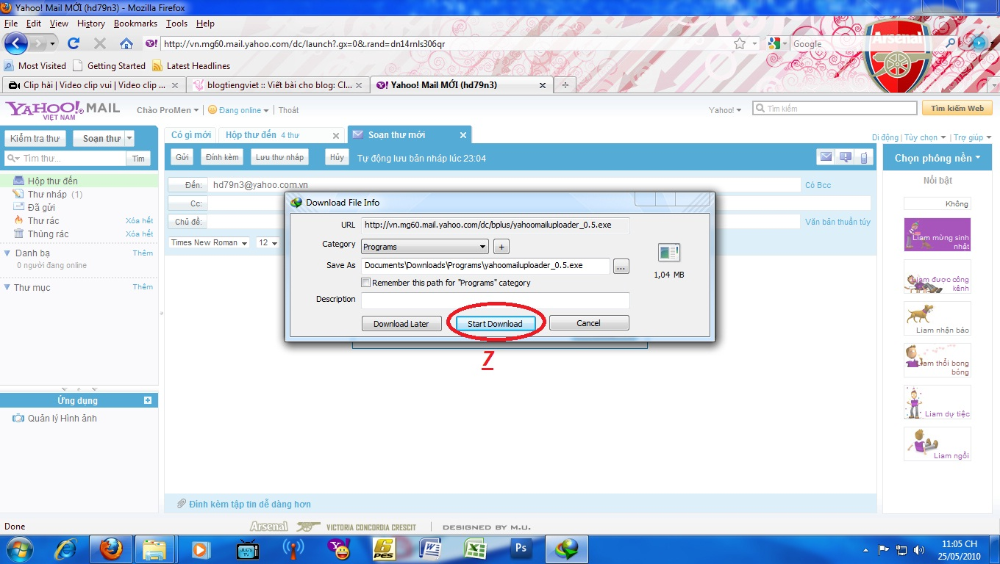 Yahoo! Mail MỚI (hd79n3) - Mozilla Firefox
File Edit View History Bookmarks Tools Help
http://vn.mg60.mail.yahoo.com/dc/launch?.gx=0&.rand=dn14rnls306qr
Google
Arsenal
Most Visited Getting Started Latest Headlines
Clip hài | Video clip vui | Video clip ...
blogtiengviet :: Viết bài cho blog: Cl...
Yahoo! Mail MỚI (hd79n3)
YAHOO! MAIL
VIỆT NAM
Chào ProMen
Đang online
Thoát
Yahoo!
Tìm kiếm
Tìm kiếm Web
Kiểm tra thư
Soạn thư
Có gì mới
Hộp thư đến 4 thư
Soạn thư mới
Di động | Tùy chọn | Trợ giúp
Tìm thư...
Tìm
Gửi
Đính kèm
Lưu thư nháp
Hủy
Tự động lưu bản nháp lúc 23:04
Chọn phông nền
Hộp thư đến
Thư nháp (1)
Đã gửi
Thư rác Xóa hết
Thùng rác Xóa hết
Danh bạ Thêm
0 người đang online
Thư mục Thêm
Đến: hd79n3@yahoo.com.vn
Có Bcc
Cc:
Chủ đề:
Văn bản thuần túy
Times New Roman 12
Download File Info
URL http://vn.mg60.mail.yahoo.com/dc/bplus/yahoomailuploader_0.5.exe
Category Programs +
Save As Documents\Downloads\Programs\yahoomailuploader_0.5.exe ...
1,04 MB
Remember this path for "Programs" category
Description
Download Later Start Download Cancel
7
Nổi bật
Không
Liam mừng sinh
nhật
Liam được công
kênh
Liam nhận báo
Liam thổi bong
bóng
Liam dự tiệc
Liam ngồi
Ứng dụng
Quản lý Hình ảnh
Đính kèm tập tin dễ dàng hơn
Done
Arsenal VICTORIA CONCORDIA CRESCIT | DESIGNED BY M.U.
JLG'S
TV
6
PES
Ps
11:05 CH
25/05/2010